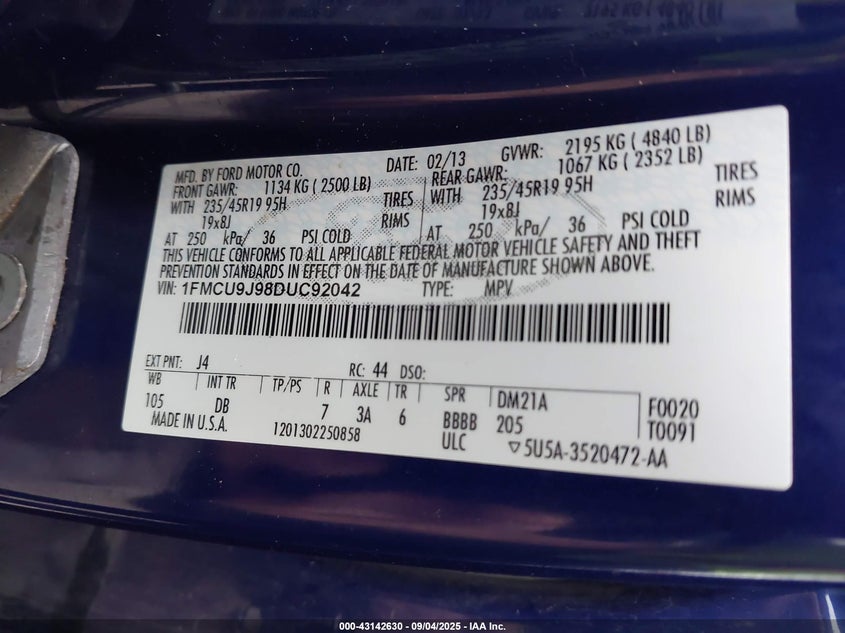 MFD. BY FORD MOTOR CO. DATE: 02/13 GVWR: 2195 KG ( 4840 LB)
FRONT GAWR: 1134 KG ( 2500 LB) REAR GAWR: 1067 KG ( 2352 LB)
WITH 235/45R19 95H TIRES WITH 235/45R19 95H TIRES
19x8J RIMS 19x8J RIMS
AT 250 kPa/ 36 PSI COLD AT 250 kPa/ 36 PSI COLD
THIS VEHICLE CONFORMS TO ALL APPLICABLE FEDERAL MOTOR VEHICLE SAFETY AND THEFT
PREVENTION STANDARDS IN EFFECT ON THE DATE OF MANUFACTURE SHOWN ABOVE.
VIN: 1FMCU9J98DUC92042 TYPE: MPV
EXT PNT: J4 RC: 44 DSO:
WB INT TR TP/PS R AXLE TR SPR DM21A F0020
105 DB 7 3A 6 BBBB 205 T0091
MADE IN U.S.A. 1201302250858 ULC 5U5A-3520472-AA
000-43142630 - 09/04/2025 - IAA Inc.